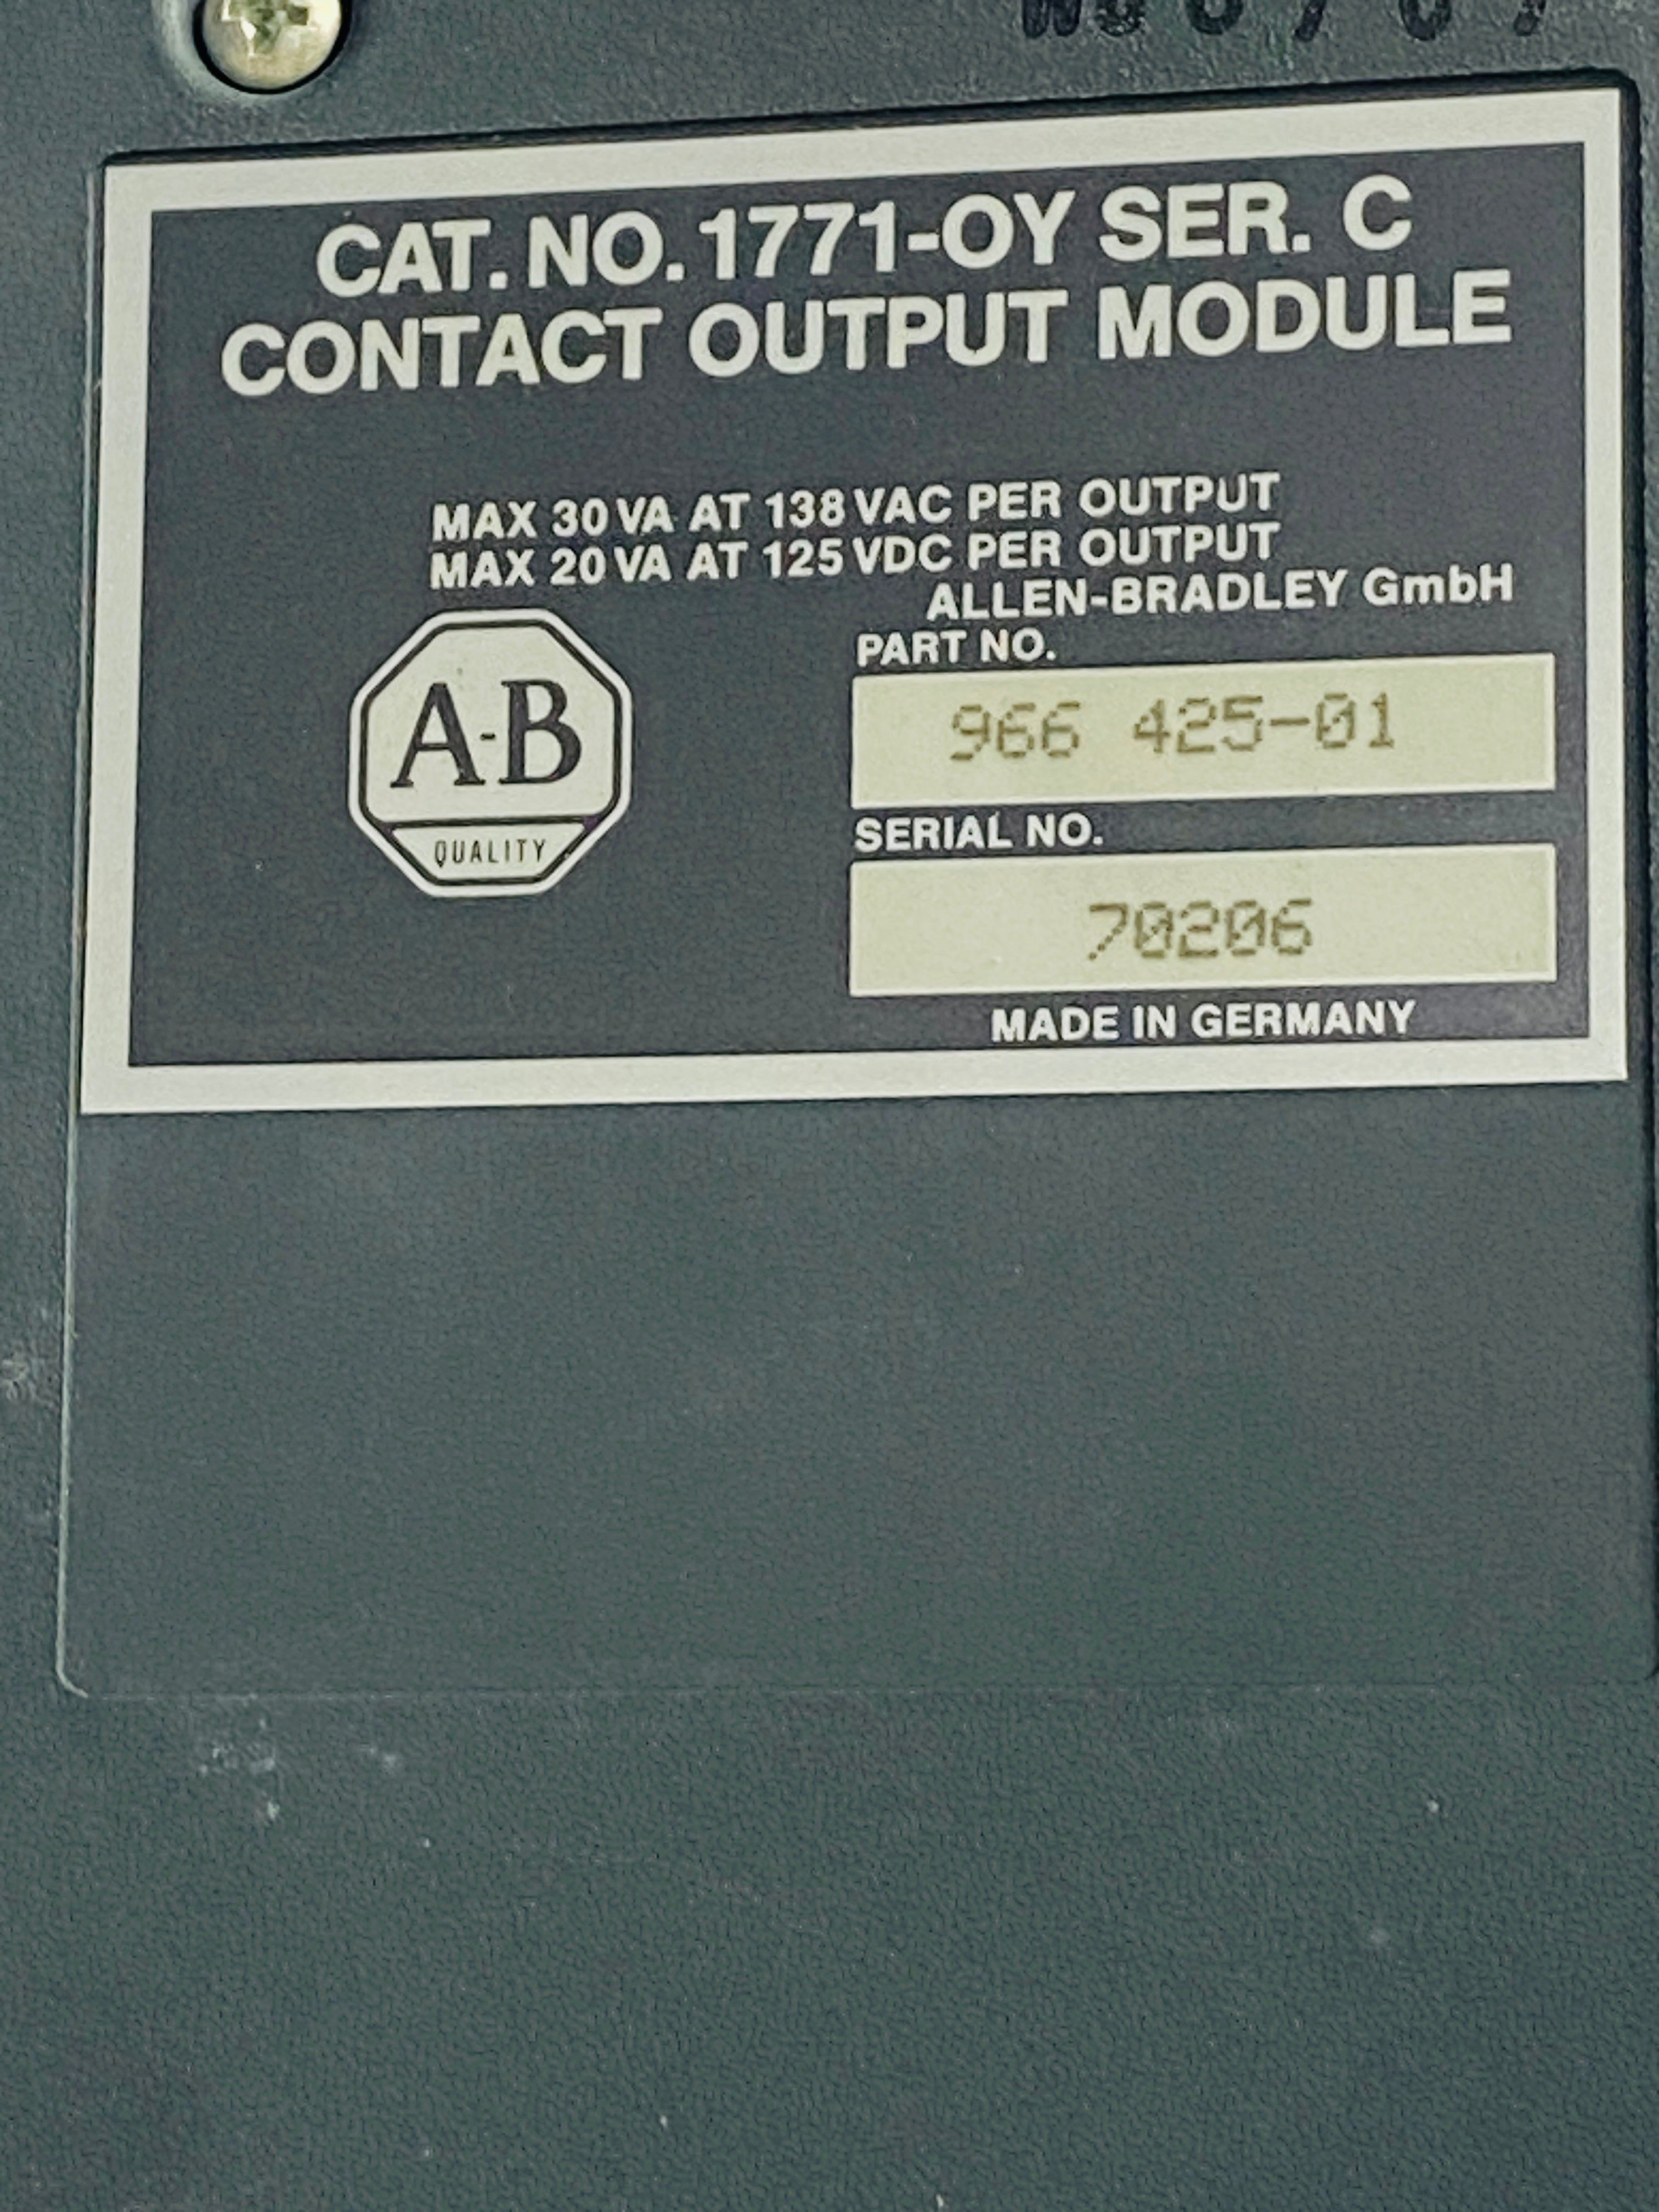 CAT. NO. 1771-OY SER. C
CONTACT OUTPUT MODULE
MAX 30 VA AT 138 VAC PER OUTPUT
MAX 20 VA AT 125 VDC PER OUTPUT
ALLEN-BRADLEY GmbH
PART NO.
966 425-01
A-B
QUALITY
SERIAL NO.
70206
MADE IN GERMANY